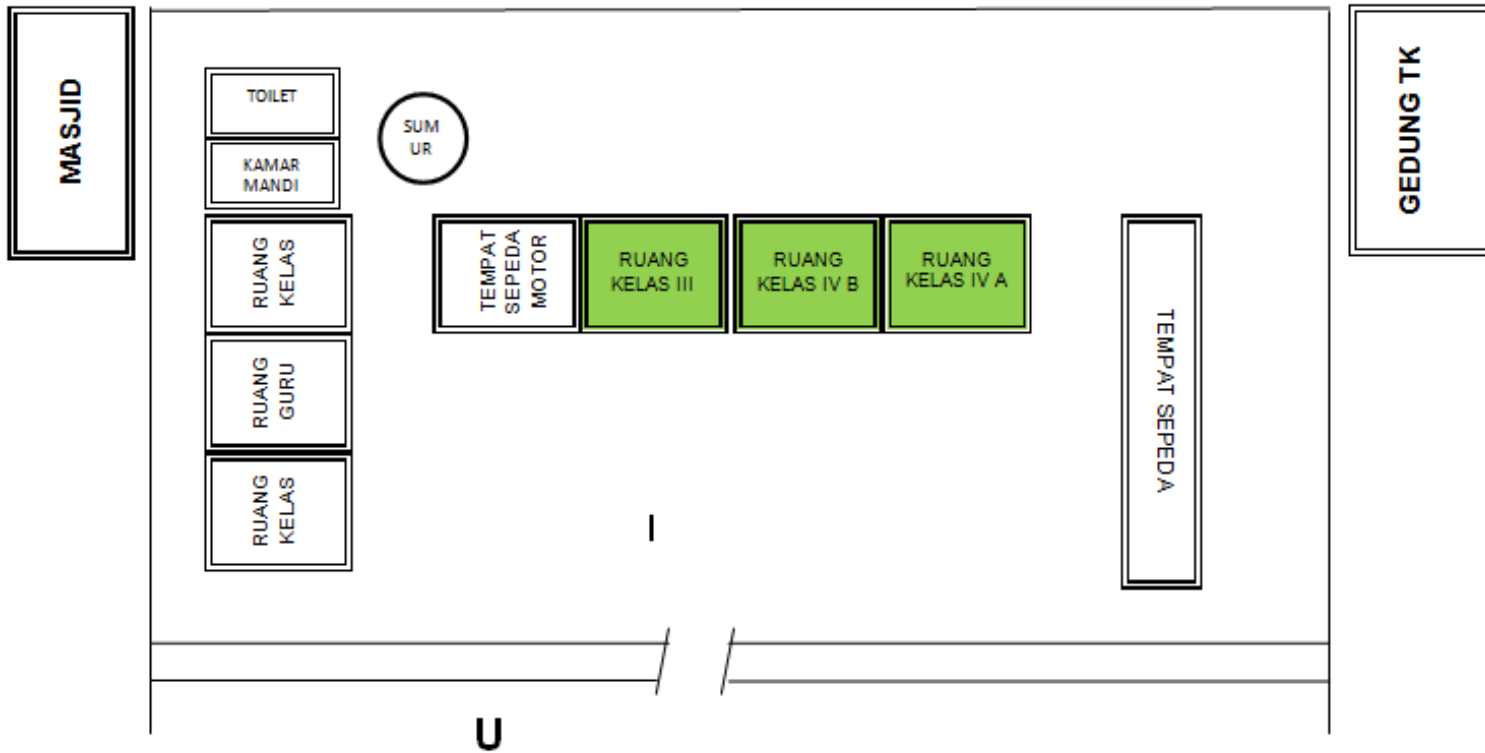 MASJID
TOILET
SUM
UR
KAMAR
MANDI
GEDUNG TK
RUANG
KELAS
TEMPAT
SEPEDA
MOTOR
RUANG
KELAS III
RUANG
KELAS IV B
RUANG
KELAS IV A
TEMPAT SEPEDA
RUANG
GURU
RUANG
KELAS
I
U